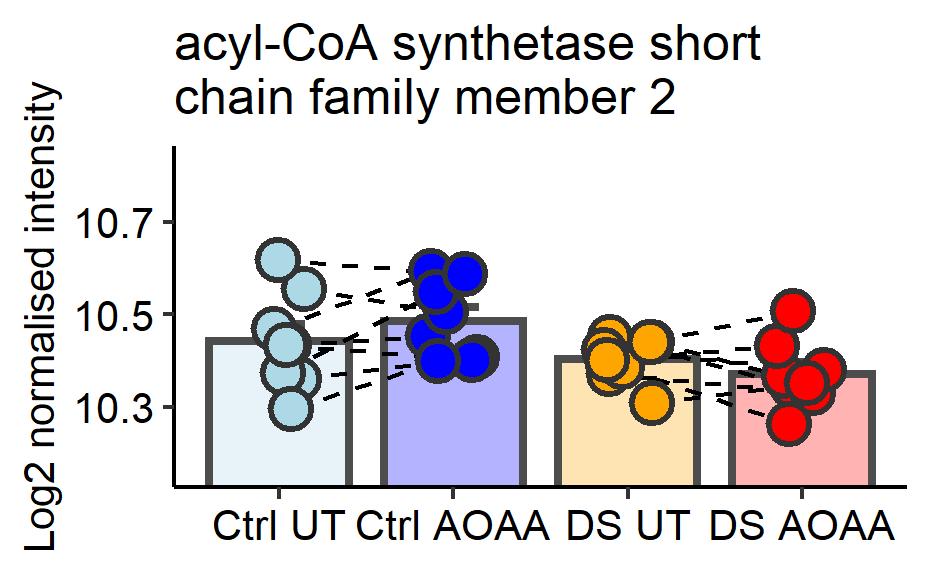 acyl-CoA synthetase short
chain family member 2
Log2 normalised intensity
10.7
10.5
10.3
Ctrl UT Ctrl AOAA DS UT DS AOAA